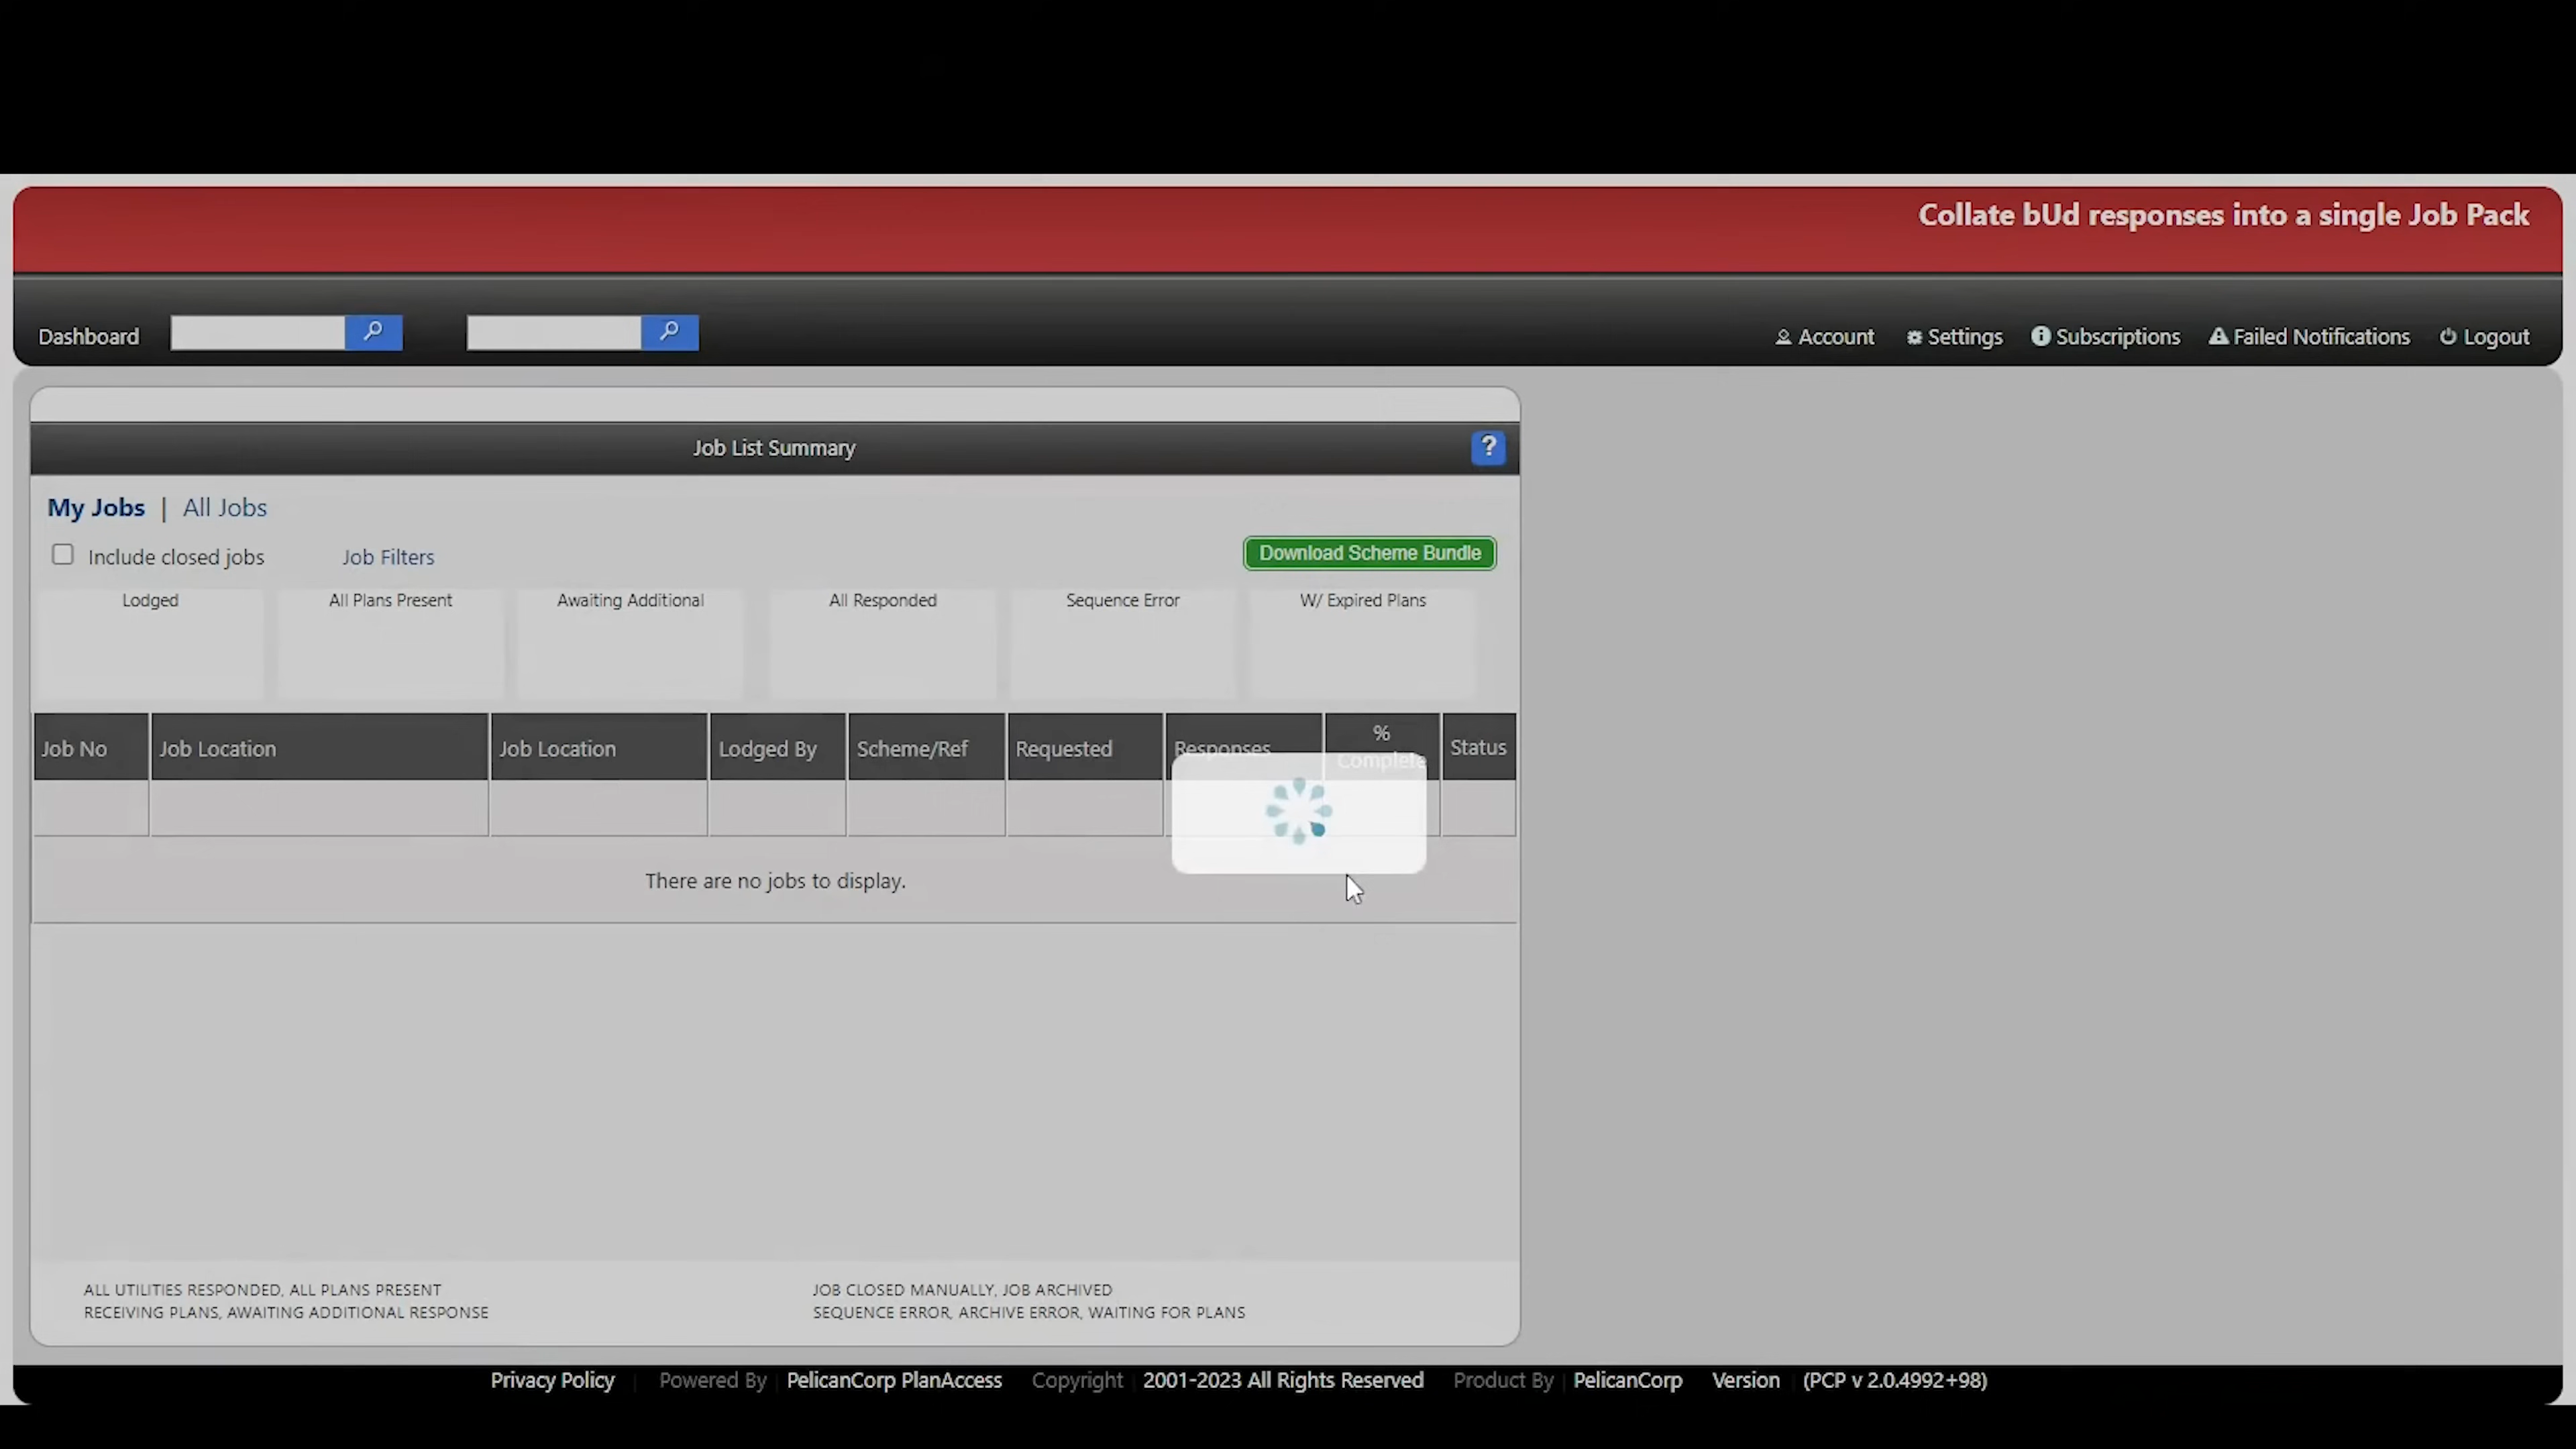 Collate bUd responses into a single Job Pack
Dashboard Account Settings Subscriptions Failed Notifications Logout
Job List Summary ?
My Jobs | All Jobs
Include closed jobs Job Filters Download Scheme Bundle
Lodged All Plans Present Awaiting Additional All Responded Sequence Error W/ Expired Plans
Job No Job Location Job Location Lodged By Scheme/Ref Requested Responses % Complete Status
There are no jobs to display.
ALL UTILITIES RESPONDED, ALL PLANS PRESENT JOB CLOSED MANUALLY, JOB ARCHIVED
RECEIVING PLANS, AWAITING ADDITIONAL RESPONSE SEQUENCE ERROR, ARCHIVE ERROR, WAITING FOR PLANS
Privacy Policy | Powered By | PelicanCorp PlanAccess Copyright | 2001-2023 All Rights Reserved Product By | PelicanCorp Version | (PCP v 2.0.4992+98)